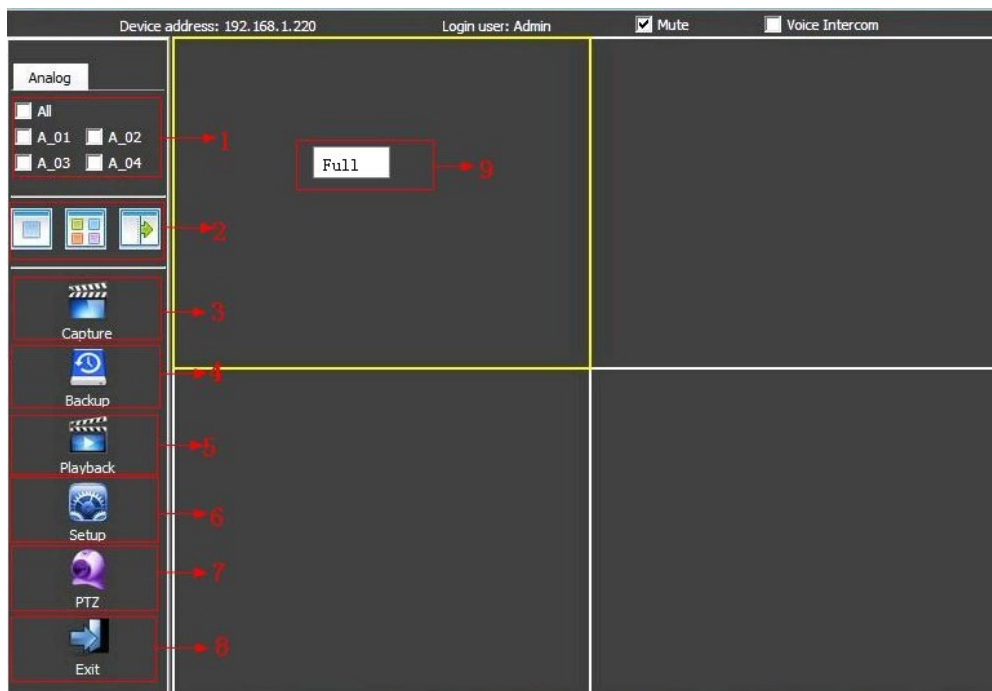 Device address: 192.168.1.220 Login user: Admin Mute Voice Intercom
Analog
All
A_01 A_02
1
A_03 A_04
Full
9
2
Capture
3
Backup
4
Playback
5
Setup
6
PTZ
7
Exit
8